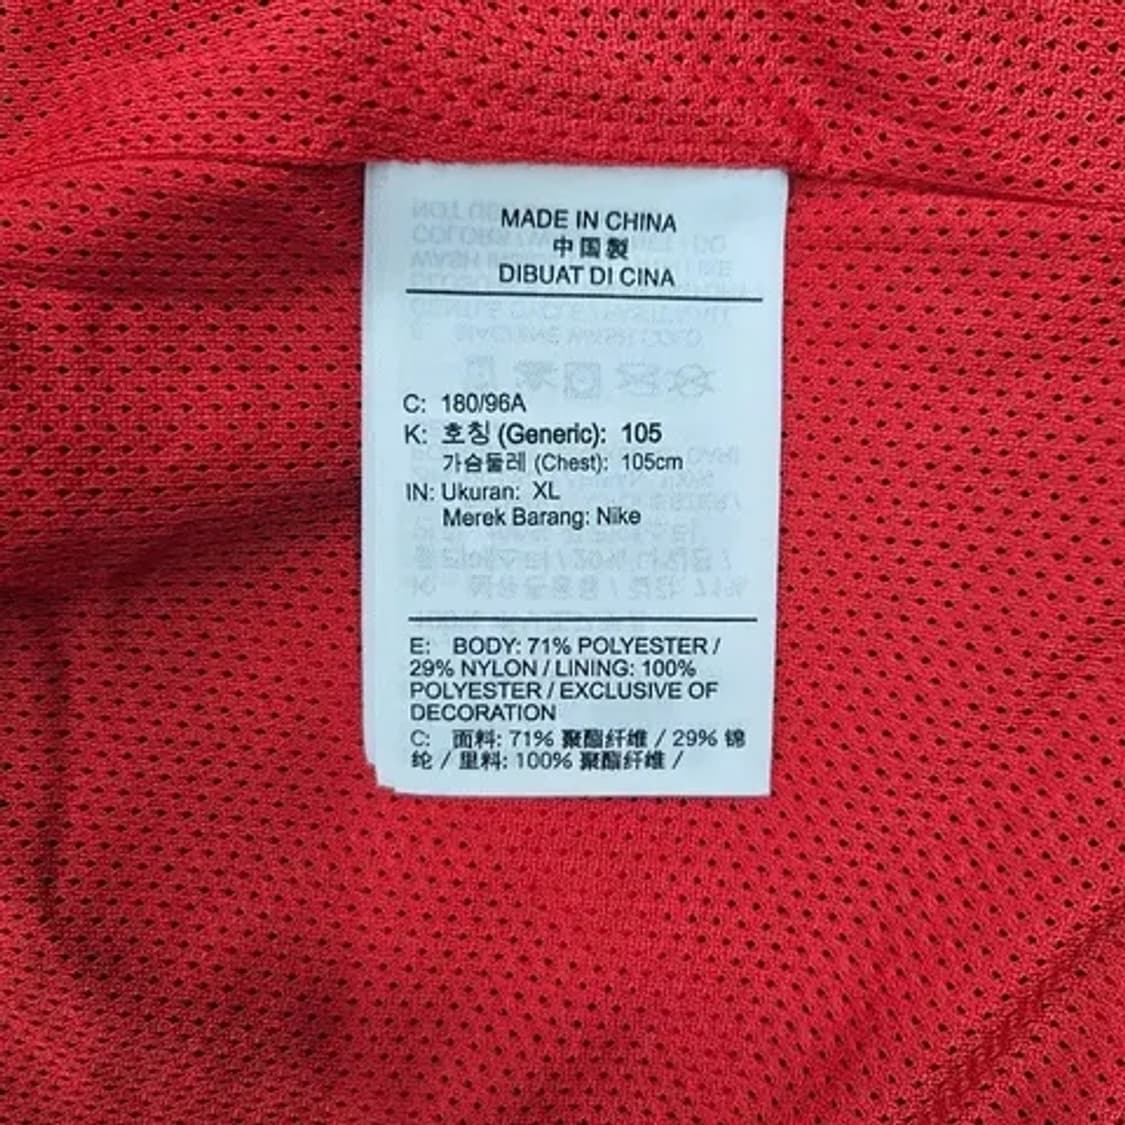 MADE IN CHINA
中国製
DIBUAT DI CINA
C: 180/96A
K: 호칭 (Generic): 105
가슴둘레 (Chest): 105cm
IN: Ukuran: XL
Merek Barang: Nike
E: BODY: 71% POLYESTER /
29% NYLON / LINING: 100%
POLYESTER / EXCLUSIVE OF
DECORATION
C: 面料: 71% 聚酯纤维 / 29% 锦
纶 / 里料: 100% 聚酯纤维 /